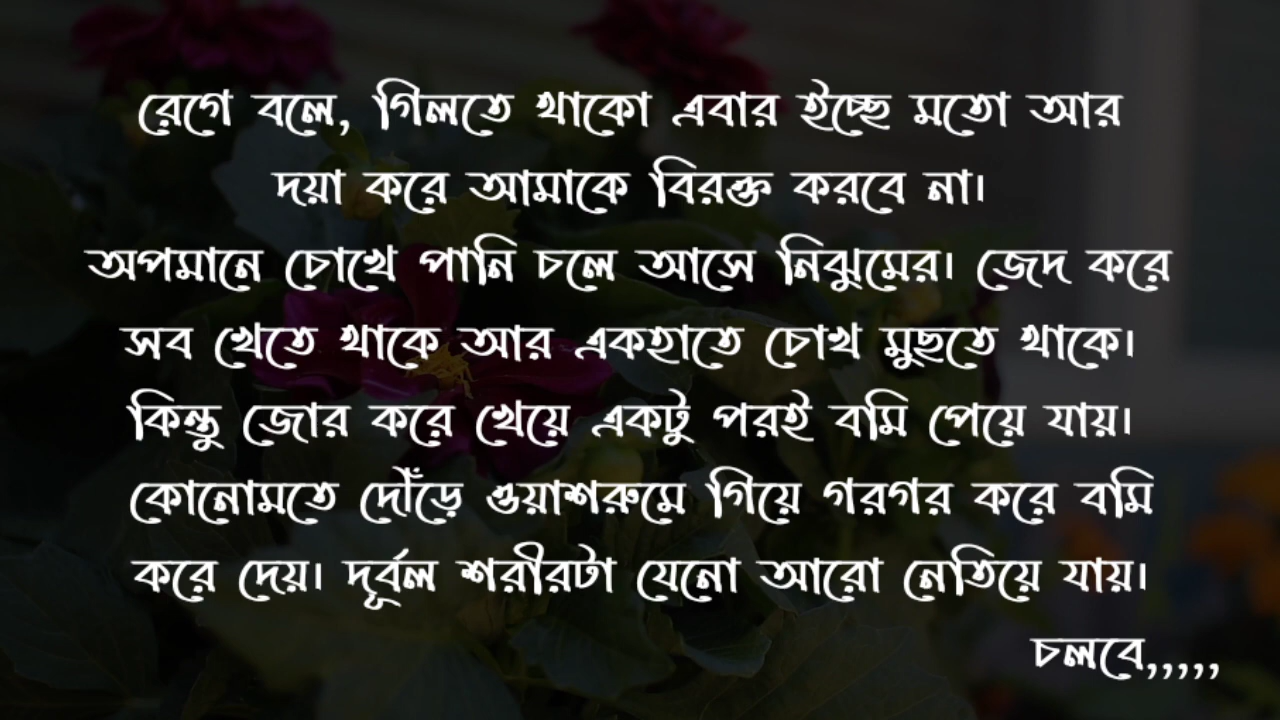 রেগে বলে, গিলতে থাকো এবার ইচ্ছে মতো আর
দয়া করে আমাকে বিরক্ত করবে না।
অপমানে চোখে পানি চলে আসে নিঝুমের। জেদ করে
সব খেতে থাকে আর একহাতে চোখ মুছতে থাকে।
কিন্তু জোর করে খেয়ে একটু পরই বমি পেয়ে যায়।
কোনোমতে দৌঁড়ে ওয়াশরুমে গিয়ে গরগর করে বমি
করে দেয়। দূর্বল শরীরটা যেনো আরো নেতিয়ে যায়।
চলবে,,,,,